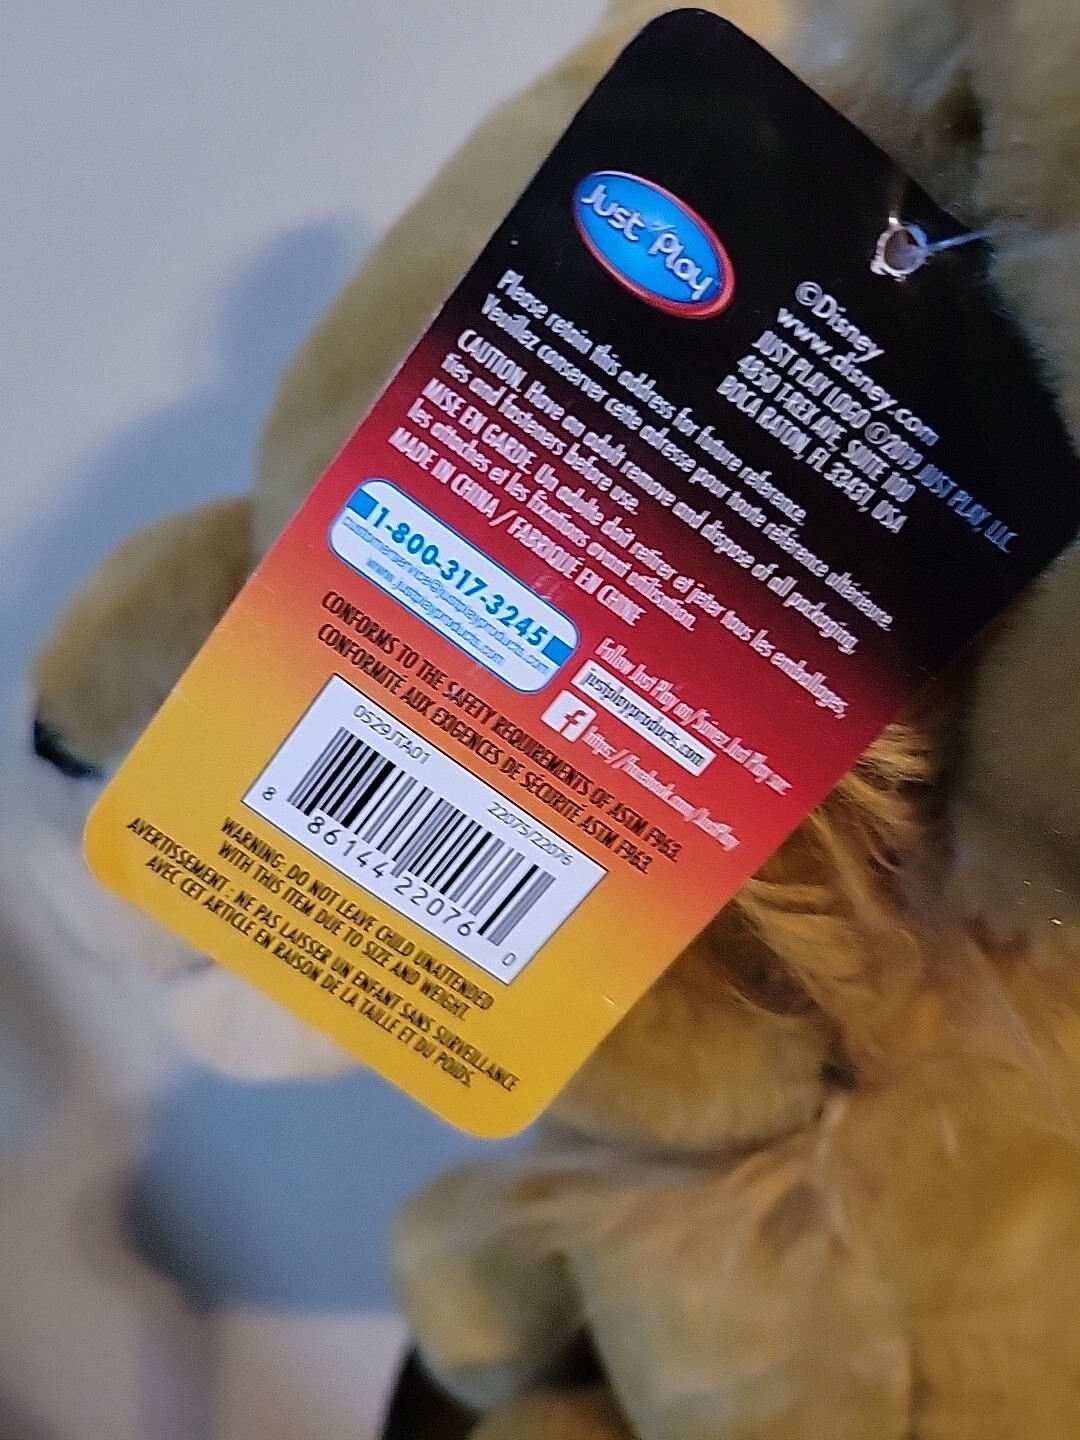 Just Play
©Disney
www.disney.com
JUST PLAY LOGO ©2019 JUST PLAY, LLC
4850 T-REX AVE, SUITE 100
BOCA RATON, FL 33431, USA
Please retain this address for future reference.
Veuillez conserver cette adresse pour toute référence ultérieure.
CAUTION. Have an adult remove and dispose of all packaging,
ties and fasteners before use.
MISE EN GARDE. Un adulte doit retirer et jeter tous les emballages,
les attaches et les fixations avant utilisation.
MADE IN CHINA / FABRIQUÉ EN CHINE
1-800-317-3245
customerservice@justplayproducts.com
www.justplayproducts.com
Follow Just Play on/Suivez Just Play sur:
justplayproducts.com
f https://facebook.com/JustPlay
CONFORMS TO THE SAFETY REQUIREMENTS OF ASTM F963.
CONFORMITÉ AUX EXIGENCES DE SÉCURITÉ ASTM F963.
0529JTA01
22075/22076
8 86144 22076 0
WARNING: DO NOT LEAVE CHILD UNATTENDED
WITH THIS ITEM DUE TO SIZE AND WEIGHT.
AVERTISSEMENT : NE PAS LAISSER UN ENFANT SANS SURVEILLANCE
AVEC CET ARTICLE EN RAISON DE LA TAILLE ET DU POIDS.